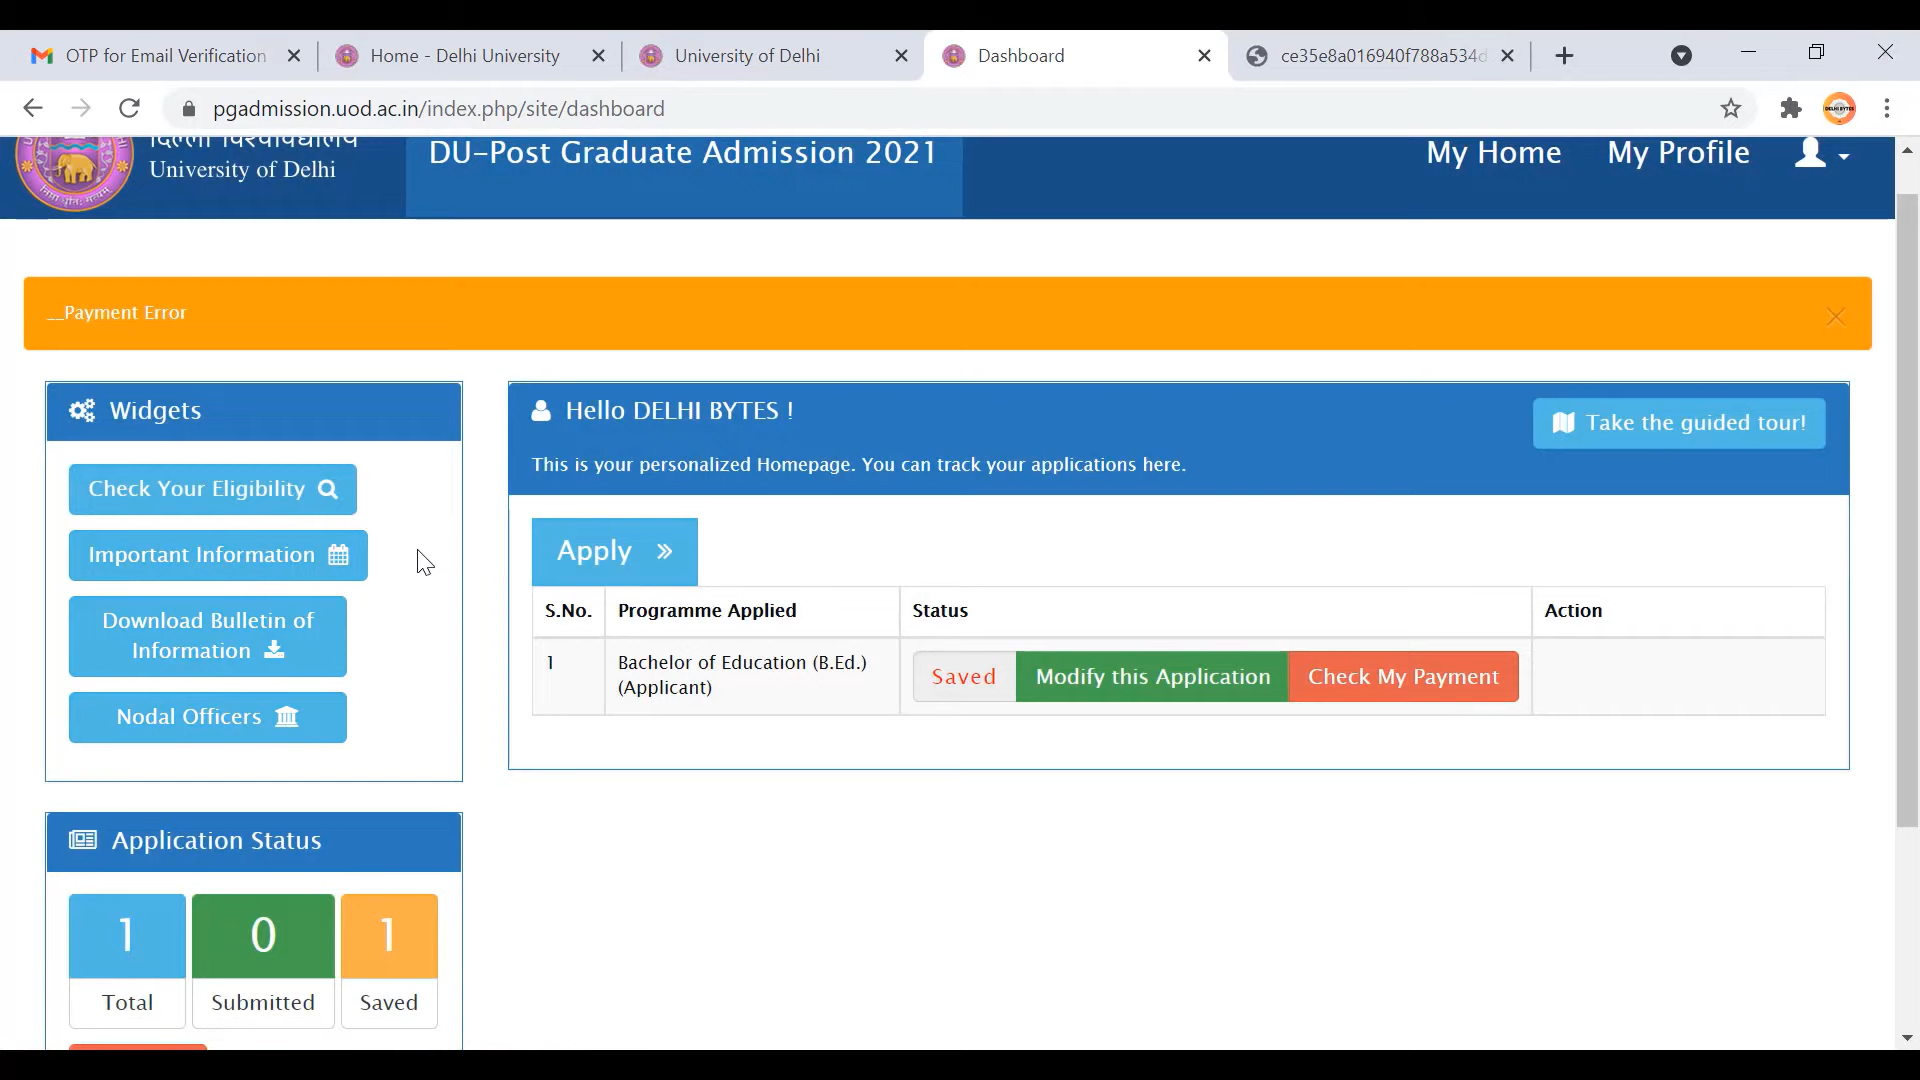 OTP for Email Verification
Home - Delhi University
University of Delhi
Dashboard
ce35e8a016940f788a534d
pgadmission.uod.ac.in/index.php/site/dashboard
दिल्ली विश्वविद्यालय
University of Delhi
DU-Post Graduate Admission 2021
My Home
My Profile
__Payment Error
Widgets
Check Your Eligibility
Important Information
Download Bulletin of
Information
Nodal Officers
Hello DELHI BYTES !
Take the guided tour!
This is your personalized Homepage. You can track your applications here.
Apply »
S.No. Programme Applied Status Action
1 Bachelor of Education (B.Ed.) Saved Modify this Application Check My Payment
(Applicant)
Application Status
1 0 1
Total Submitted Saved